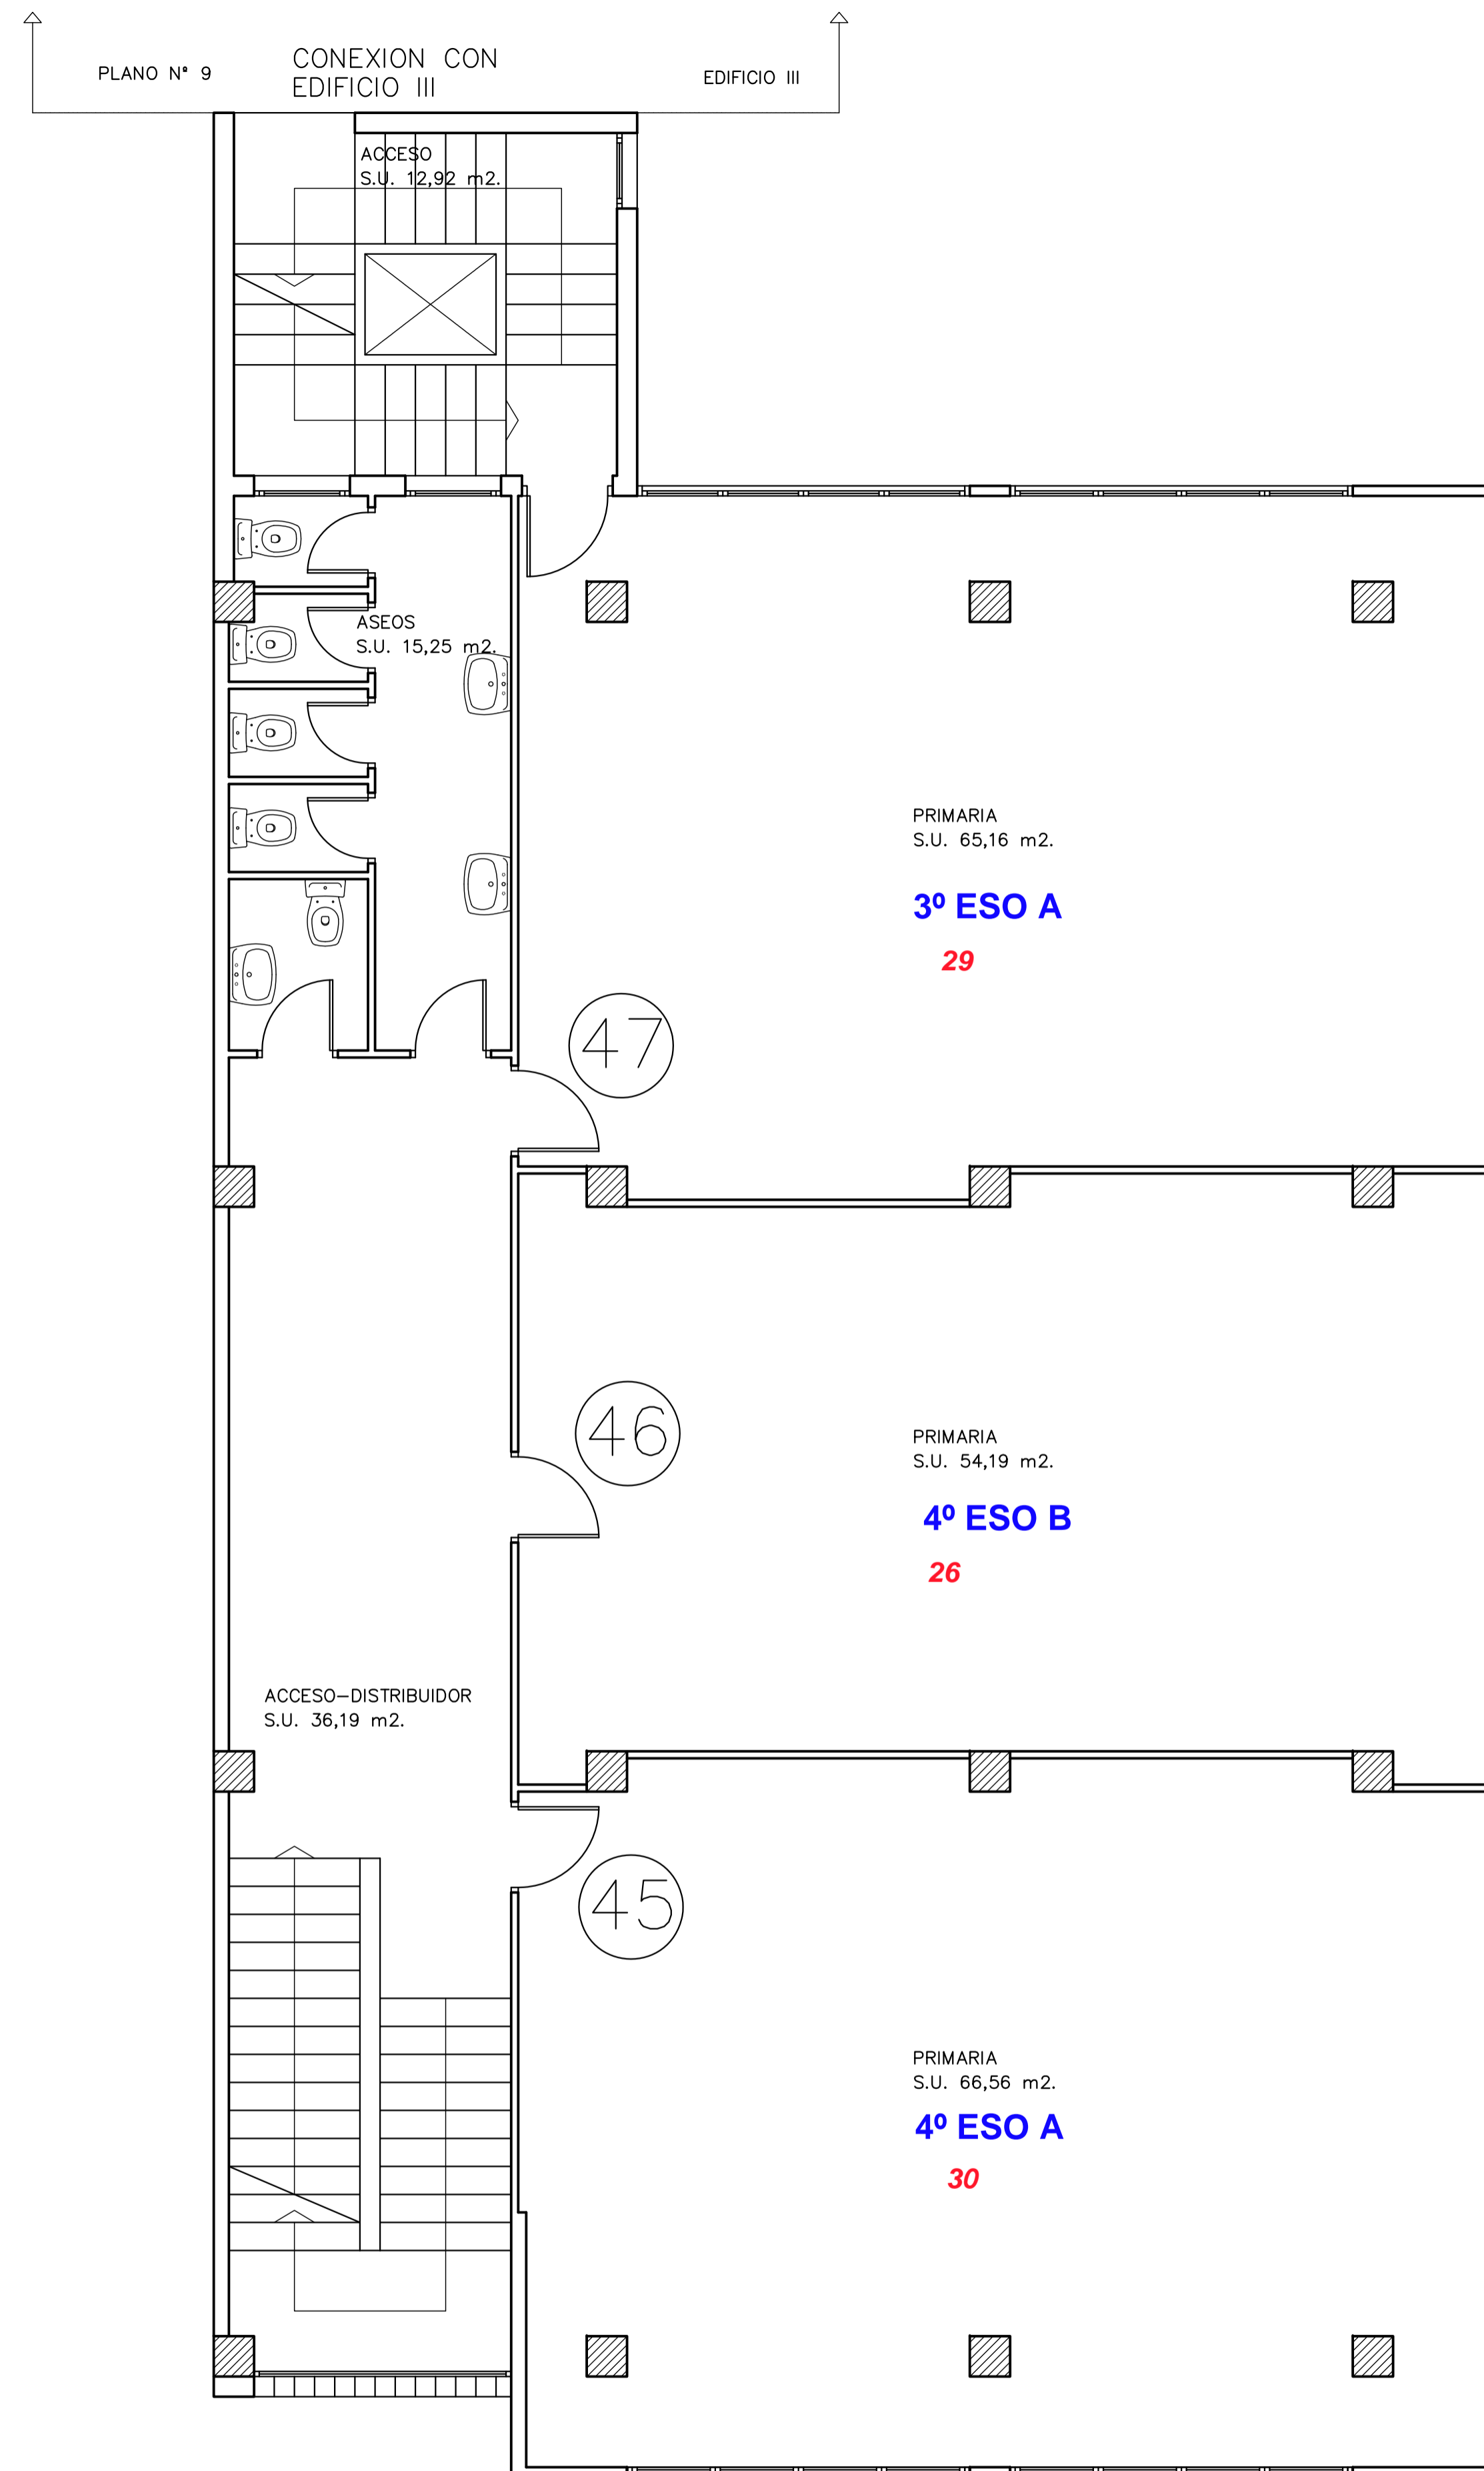 PLANO Nº 9
CONEXION CON
EDIFICIO III
EDIFICIO III
ACCESO
S.U. 12,92 m2.
ASEOS
S.U. 15,25 m2.
PRIMARIA
S.U. 65,16 m2.
3º ESO A
29
47
46
PRIMARIA
S.U. 54,19 m2.
4º ESO B
26
ACCESO-DISTRIBUIDOR
S.U. 36,19 m2.
45
PRIMARIA
S.U. 66,56 m2.
4º ESO A
30